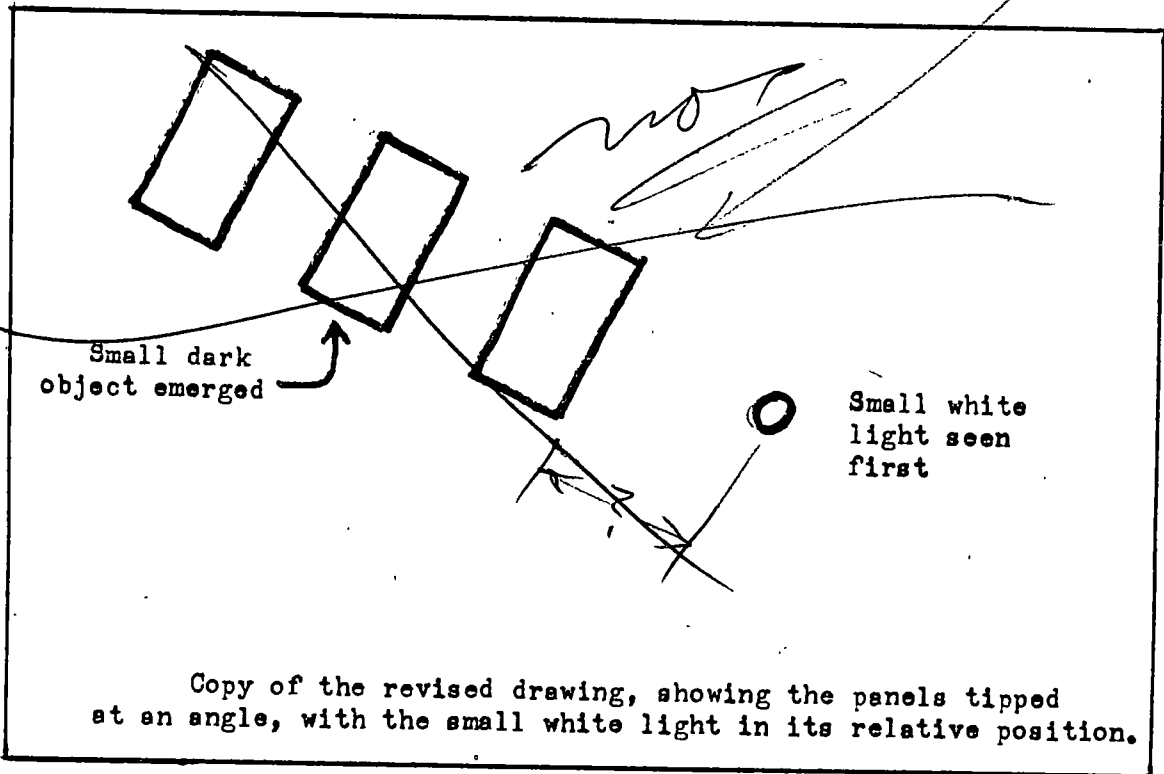 Small dark
object emerged
Small white
light seen
first
?
Copy of the revised drawing, showing the panels tipped
at an angle, with the small white light in its relative position.